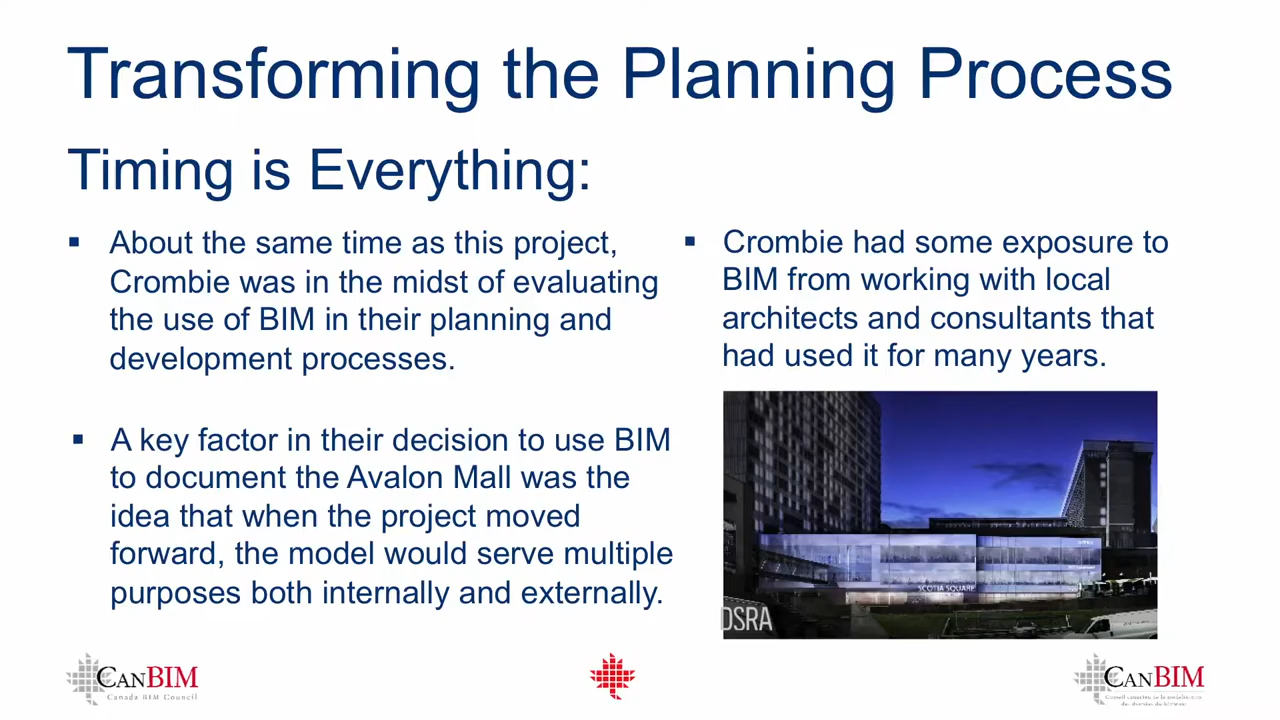 Transforming the Planning Process
Timing is Everything:
▪ About the same time as this project,
Crombie was in the midst of evaluating
the use of BIM in their planning and
development processes.
▪ A key factor in their decision to use BIM
to document the Avalon Mall was the
idea that when the project moved
forward, the model would serve multiple
purposes both internally and externally.
▪ Crombie had some exposure to
BIM from working with local
architects and consultants that
had used it for many years.
SCOTIA SQUARE
DSRA
CANBIM
Canada BIM Council
CANBIM